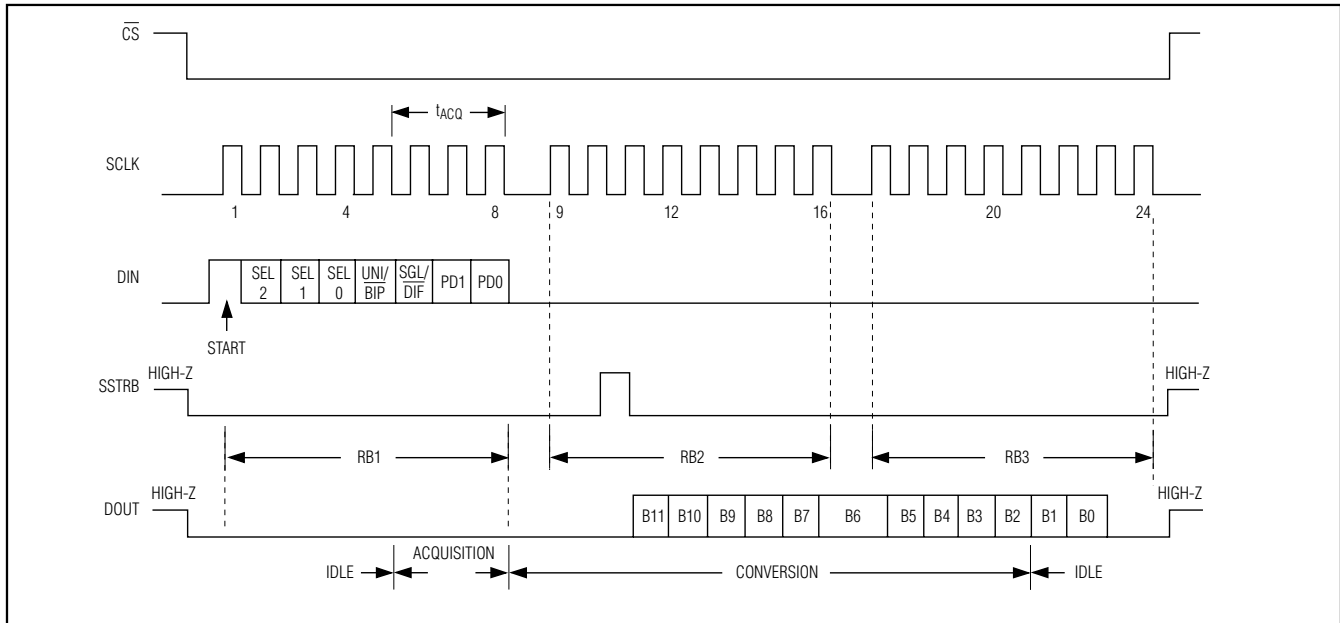 CS
tACQ
SCLK
1 4 8 9 12 16 20 24
DIN
SEL 2 SEL 1 SEL 0 UNI/BIP SGL/DIF PD1 PD0
START
HIGH-Z HIGH-Z
SSTRB
RB1 RB2 RB3
HIGH-Z HIGH-Z
DOUT
B11 B10 B9 B8 B7 B6 B5 B4 B3 B2 B1 B0
ACQUISITION
IDLE CONVERSION IDLE